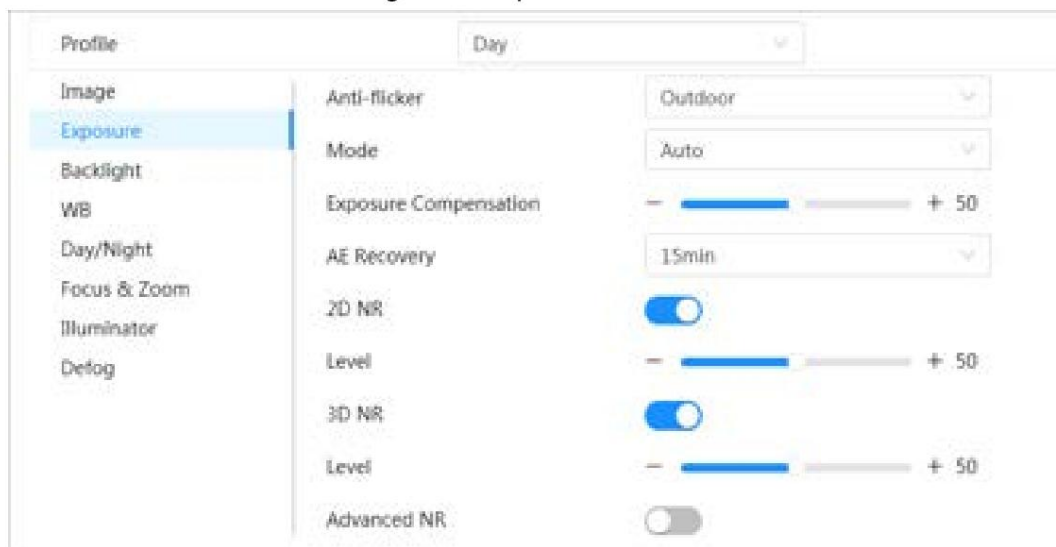 Profile Day
Image
Exposure
Backlight
WB
Day/Night
Focus & Zoom
Illuminator
Defog
Anti-flicker Outdoor
Mode Auto
Exposure Compensation − + 50
AE Recovery 15min
2D NR
Level − + 50
3D NR
Level − + 50
Advanced NR